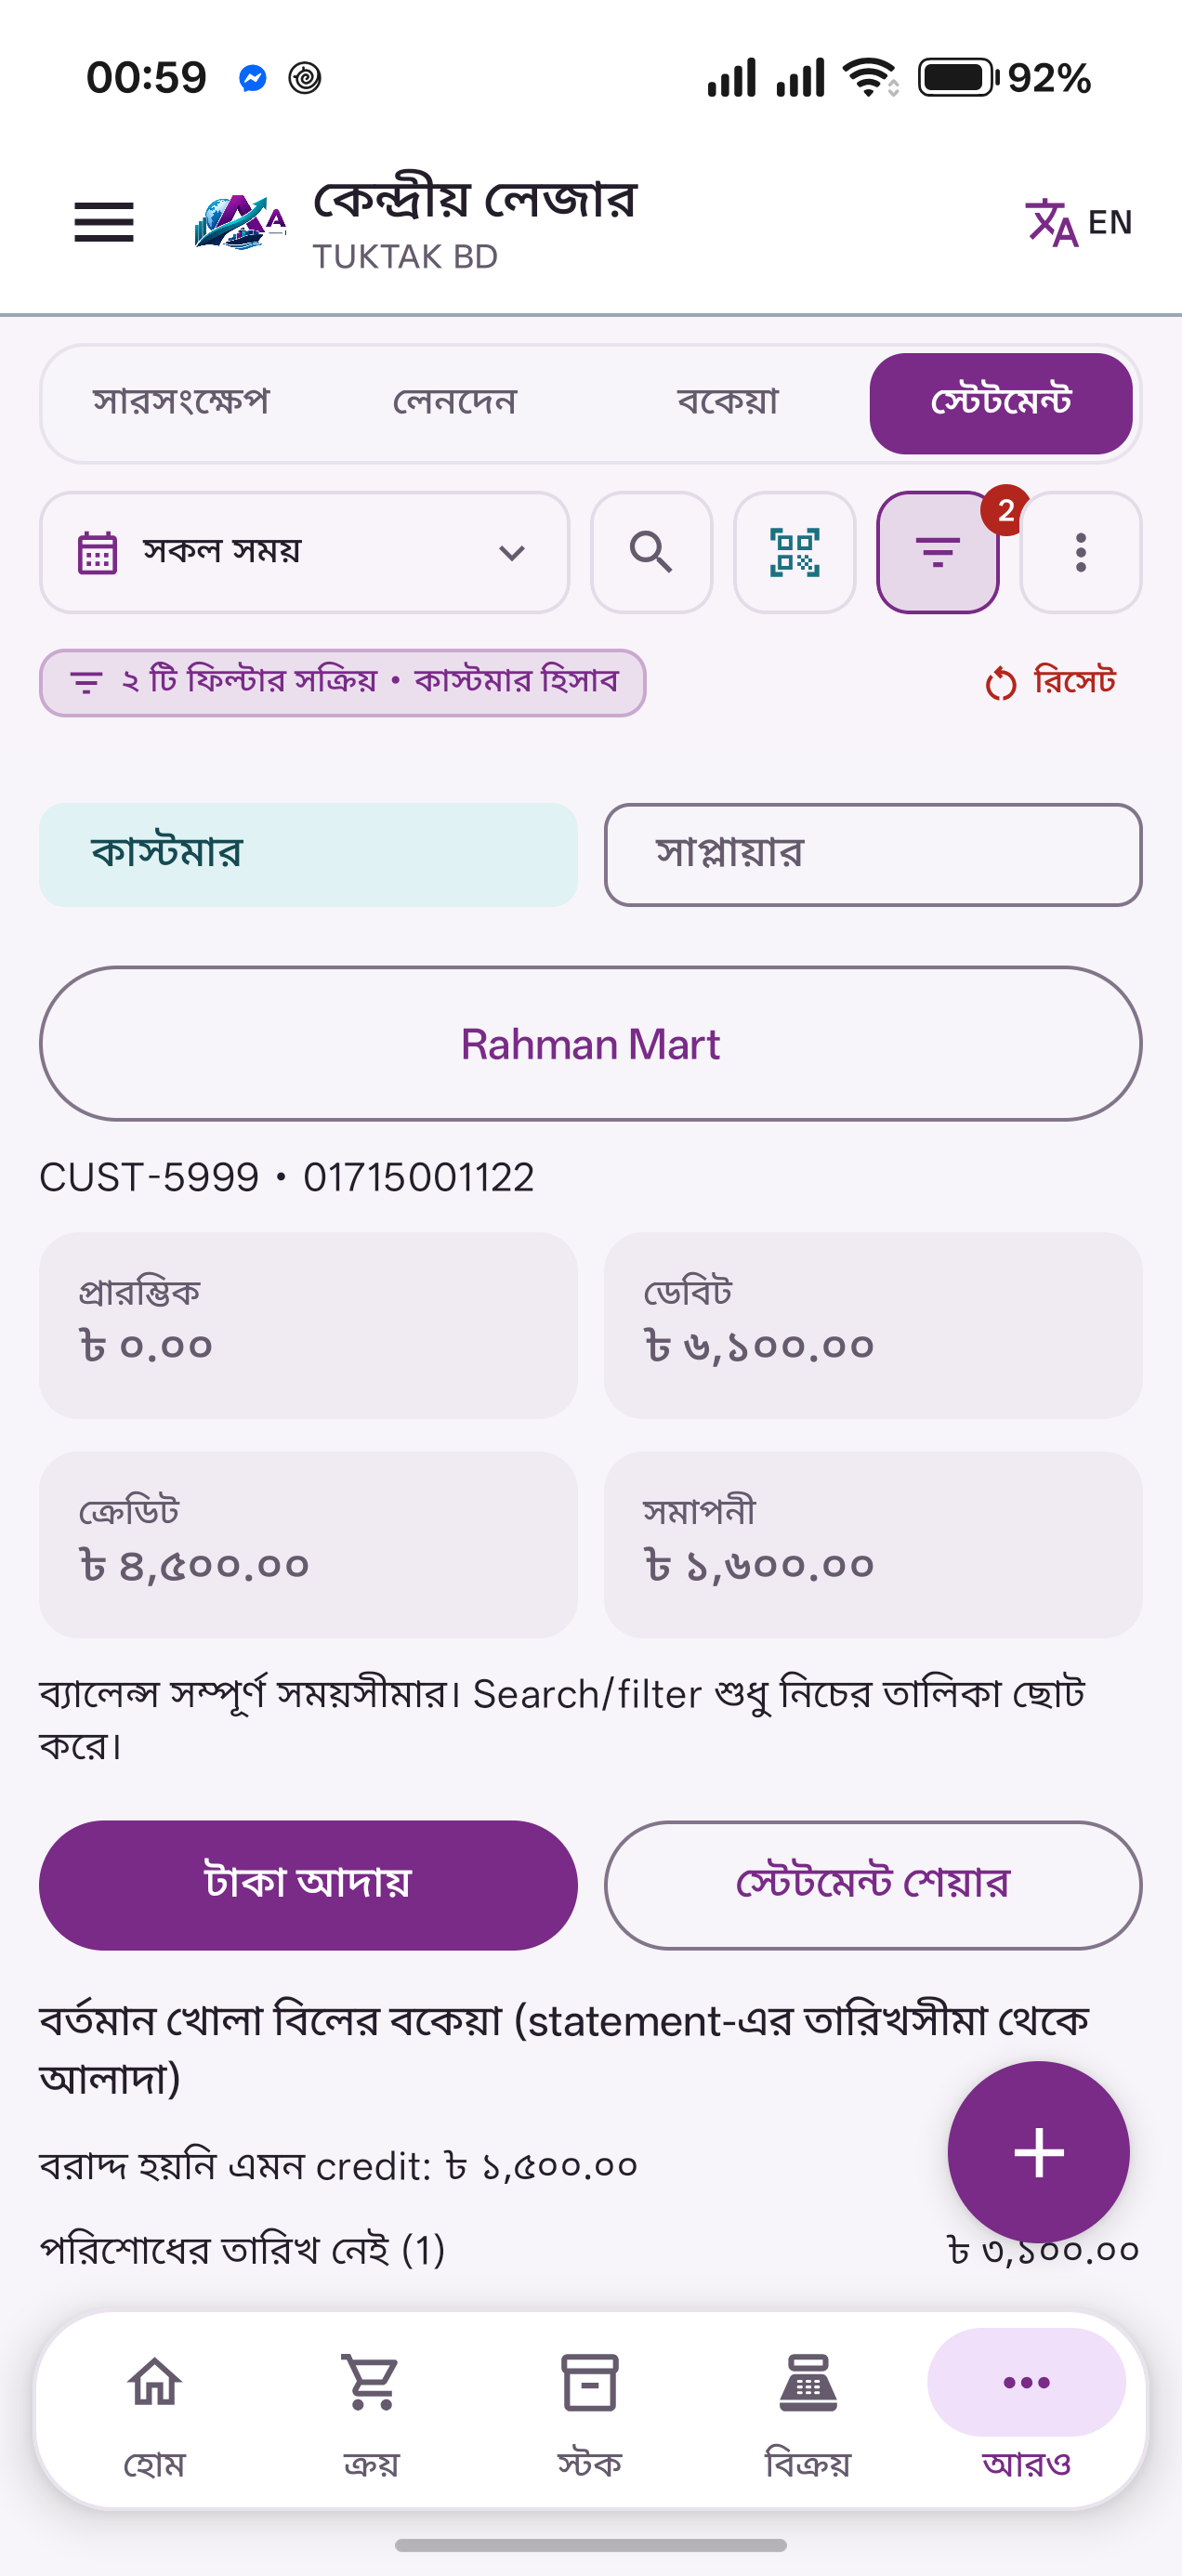 00:59
92%
কেন্দ্রীয় লেজার
TUKTAK BD
EN
সারসংক্ষেপ লেনদেন বকেয়া স্টেটমেন্ট
সকল সময়
2
২ টি ফিল্টার সক্রিয় • কাস্টমার হিসাব
রিসেট
কাস্টমার
সাপ্লায়ার
Rahman Mart
CUST-5999 • 01715001122
প্রারম্ভিক
৳ ০.০০
ডেবিট
৳ ৬,১০০.০০
ক্রেডিট
৳ ৪,৫০০.০০
সমাপনী
৳ ১,৬০০.০০
ব্যালেন্স সম্পূর্ণ সময়সীমার। Search/filter শুধু নিচের তালিকা ছোট
করে।
টাকা আদায়
স্টেটমেন্ট শেয়ার
বর্তমান খোলা বিলের বকেয়া (statement-এর তারিখসীমা থেকে
আলাদা)
বরাদ্দ হয়নি এমন credit: ৳ ১,৫০০.০০
পরিশোধের তারিখ নেই (1) ৳ ৩,১০০.০০
হোম ক্রয় স্টক বিক্রয় আরও